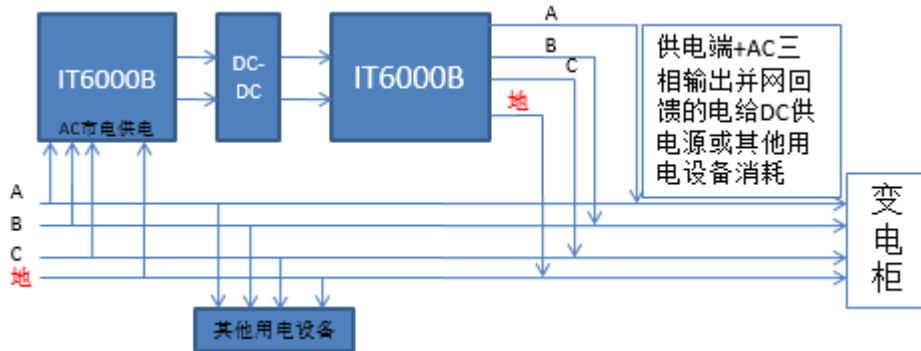 A
B
C
地
IT6000B
AC市电供电
DC-
DC
IT6000B
供电端+AC三
相输出并网回
馈的电给DC供
电源或其他用
电设备消耗
A
B
C
地
变
电
柜
其他用电设备